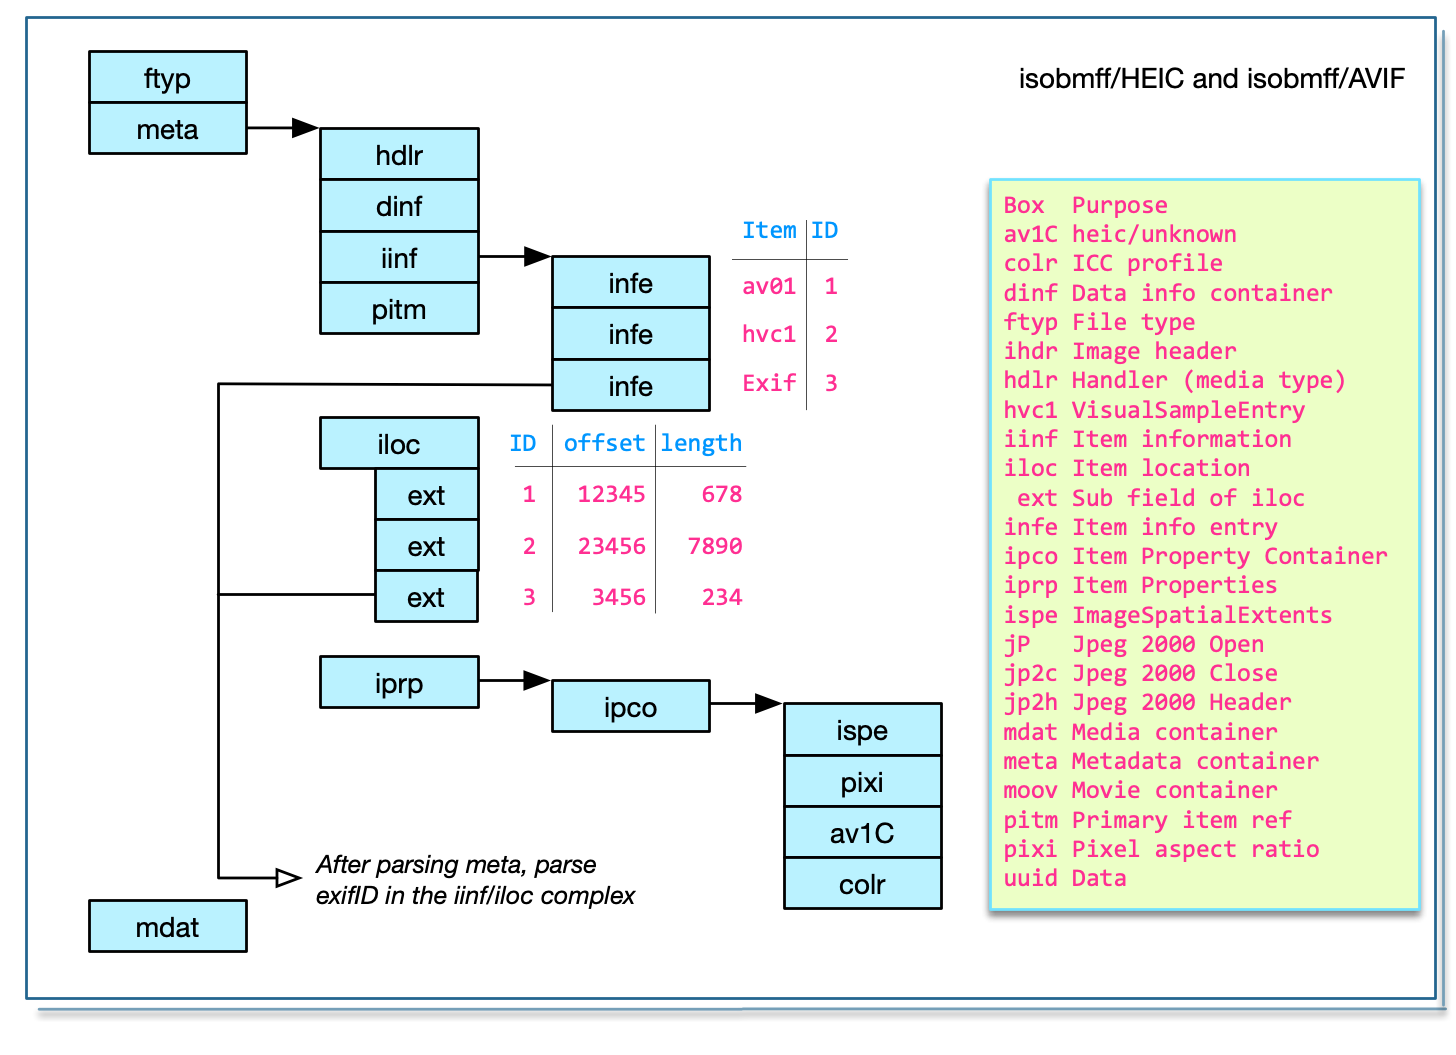 isobmff/HEIC and isobmff/AVIF
ftyp
meta
hdlr
dinf
iinf
pitm
infe
infe
infe
Item ID
av01 1
hvc1 2
Exif 3
iloc
ext
ext
ext
ID offset length
1 12345 678
2 23456 7890
3 3456 234
iprp
ipco
ispe
pixi
av1C
colr
After parsing meta, parse
exifID in the iinf/iloc complex
mdat
Box Purpose
av1C heic/unknown
colr ICC profile
dinf Data info container
ftyp File type
ihdr Image header
hdlr Handler (media type)
hvc1 VisualSampleEntry
iinf Item information
iloc Item location
ext Sub field of iloc
infe Item info entry
ipco Item Property Container
iprp Item Properties
ispe ImageSpatialExtents
jP Jpeg 2000 Open
jp2c Jpeg 2000 Close
jp2h Jpeg 2000 Header
mdat Media container
meta Metadata container
moov Movie container
pitm Primary item ref
pixi Pixel aspect ratio
uuid Data